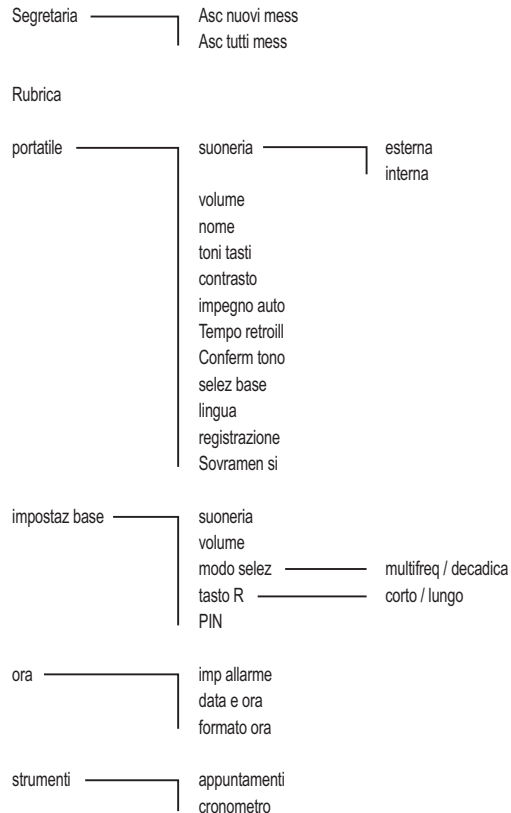 Segretaria Asc nuovi mess
Asc tutti mess
Rubrica
portatile suoneria esterna
interna
volume
nome
toni tasti
contrasto
impegno auto
Tempo retroill
Conferm tono
selez base
lingua
registrazione
Sovramen si
impostaz base suoneria
volume
modo selez multifreq / decadica
tasto R corto / lungo
PIN
ora imp allarme
data e ora
formato ora
strumenti appuntamenti
cronometro